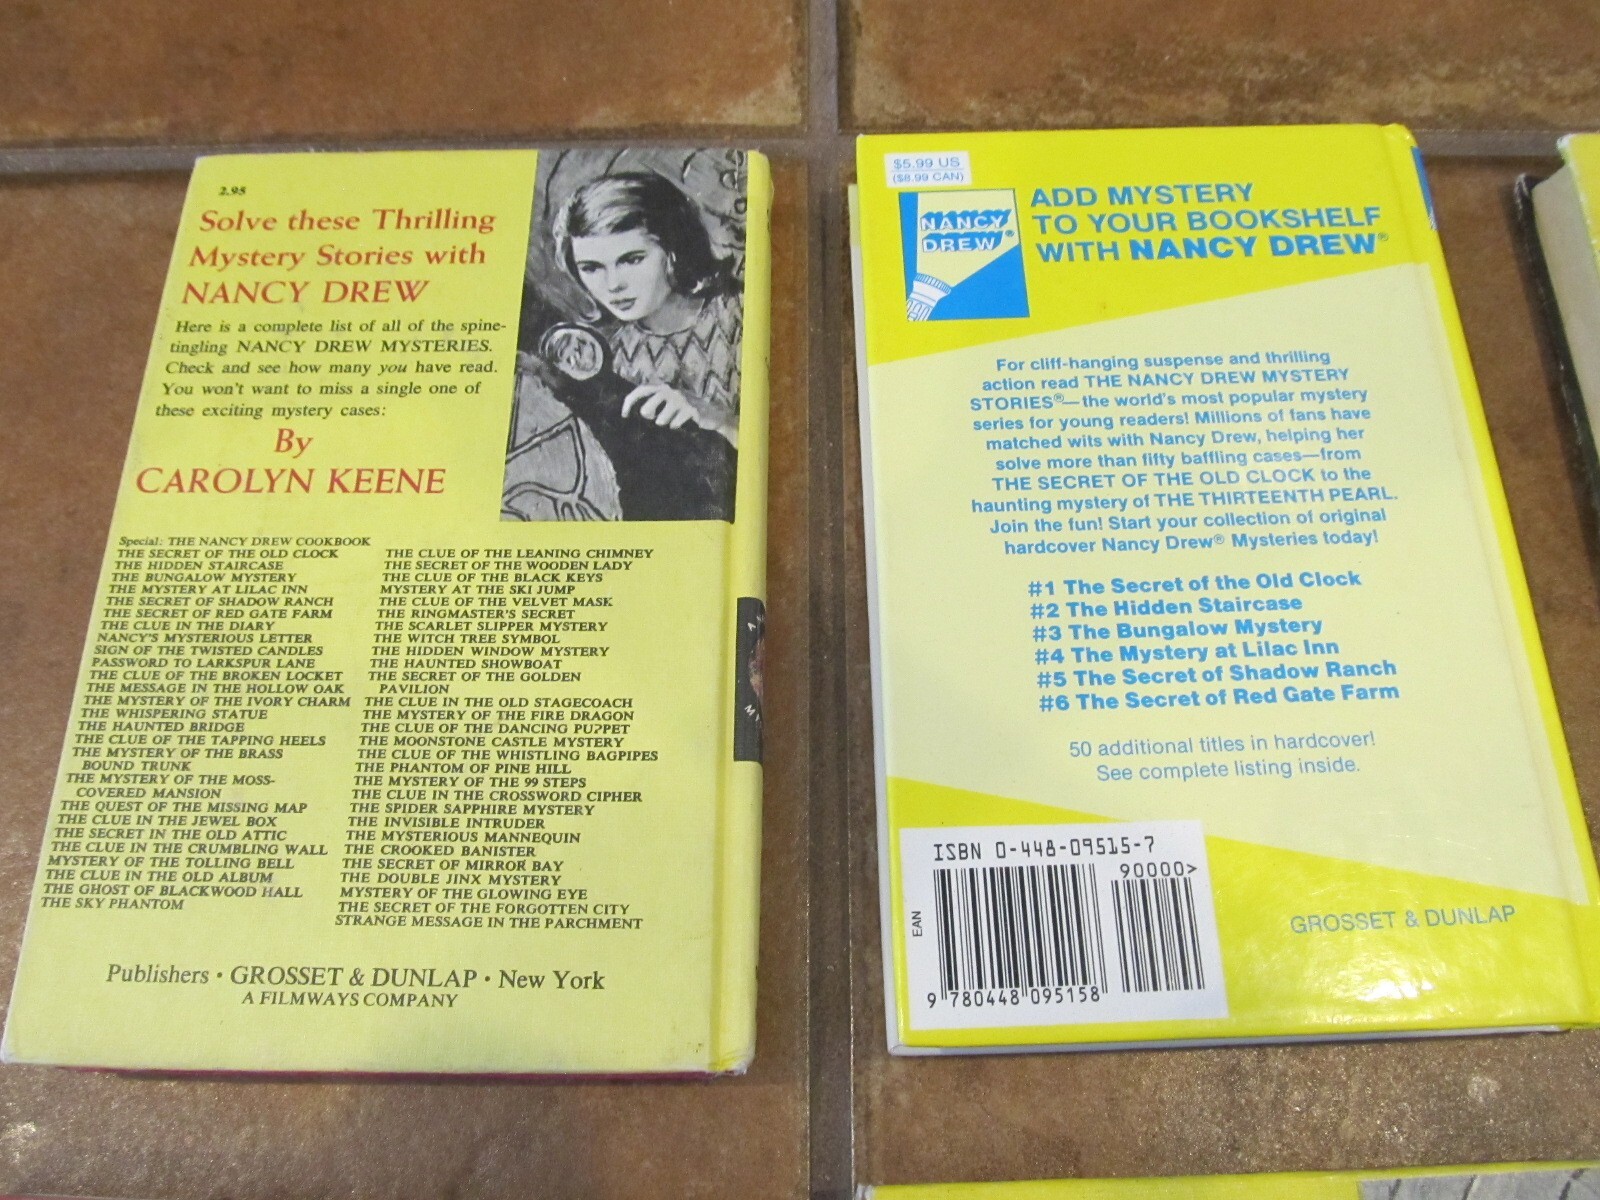 2.95
Solve these Thrilling
Mystery Stories with
NANCY DREW
Here is a complete list of all of the spine-
tingling NANCY DREW MYSTERIES.
Check and see how many you have read.
You won't want to miss a single one of
these exciting mystery cases:
By
CAROLYN KEENE
Special: THE NANCY DREW COOKBOOK
THE SECRET OF THE OLD CLOCK
THE HIDDEN STAIRCASE
THE BUNGALOW MYSTERY
THE MYSTERY AT LILAC INN
THE SECRET OF SHADOW RANCH
THE SECRET OF RED GATE FARM
THE CLUE IN THE DIARY
NANCY'S MYSTERIOUS LETTER
SIGN OF THE TWISTED CANDLES
PASSWORD TO LARKSPUR LANE
THE CLUE OF THE BROKEN LOCKET
THE MESSAGE IN THE HOLLOW OAK
THE MYSTERY OF THE IVORY CHARM
THE WHISPERING STATUE
THE HAUNTED BRIDGE
THE CLUE OF THE TAPPING HEELS
THE MYSTERY OF THE BRASS
BOUND TRUNK
THE MYSTERY OF THE MOSS-
COVERED MANSION
THE QUEST OF THE MISSING MAP
THE CLUE IN THE JEWEL BOX
THE SECRET IN THE OLD ATTIC
THE CLUE IN THE CRUMBLING WALL
MYSTERY OF THE TOLLING BELL
THE CLUE IN THE OLD ALBUM
THE GHOST OF BLACKWOOD HALL
THE SKY PHANTOM
THE CLUE OF THE LEANING CHIMNEY
THE SECRET OF THE WOODEN LADY
THE CLUE OF THE BLACK KEYS
MYSTERY AT THE SKI JUMP
THE CLUE OF THE VELVET MASK
THE RINGMASTER'S SECRET
THE SCARLET SLIPPER MYSTERY
THE WITCH TREE SYMBOL
THE HIDDEN WINDOW MYSTERY
THE HAUNTED SHOWBOAT
THE SECRET OF THE GOLDEN
PAVILION
THE CLUE IN THE OLD STAGECOACH
THE MYSTERY OF THE FIRE DRAGON
THE CLUE OF THE DANCING PUPPET
THE MOONSTONE CASTLE MYSTERY
THE CLUE OF THE WHISTLING BAGPIPES
THE PHANTOM OF PINE HILL
THE MYSTERY OF THE 99 STEPS
THE CLUE IN THE CROSSWORD CIPHER
THE SPIDER SAPPHIRE MYSTERY
THE INVISIBLE INTRUDER
THE MYSTERIOUS MANNEQUIN
THE CROOKED BANISTER
THE SECRET OF MIRROR BAY
THE DOUBLE JINX MYSTERY
MYSTERY OF THE GLOWING EYE
THE SECRET OF THE FORGOTTEN CITY
STRANGE MESSAGE IN THE PARCHMENT
Publishers • GROSSET & DUNLAP • New York
A FILMWAYS COMPANY
$5.99 US
($8.99 CAN)
NANCY
DREW®
ADD MYSTERY
TO YOUR BOOKSHELF
WITH NANCY DREW®
For cliff-hanging suspense and thrilling
action read THE NANCY DREW MYSTERY
STORIES®—the world's most popular mystery
series for young readers! Millions of fans have
matched wits with Nancy Drew, helping her
solve more than fifty baffling cases—from
THE SECRET OF THE OLD CLOCK to the
haunting mystery of THE THIRTEENTH PEARL.
Join the fun! Start your collection of original
hardcover Nancy Drew® Mysteries today!
#1 The Secret of the Old Clock
#2 The Hidden Staircase
#3 The Bungalow Mystery
#4 The Mystery at Lilac Inn
#5 The Secret of Shadow Ranch
#6 The Secret of Red Gate Farm
50 additional titles in hardcover!
See complete listing inside.
ISBN 0-448-09515-7
90000>
EAN
9 780448 095158
GROSSET & DUNLAP